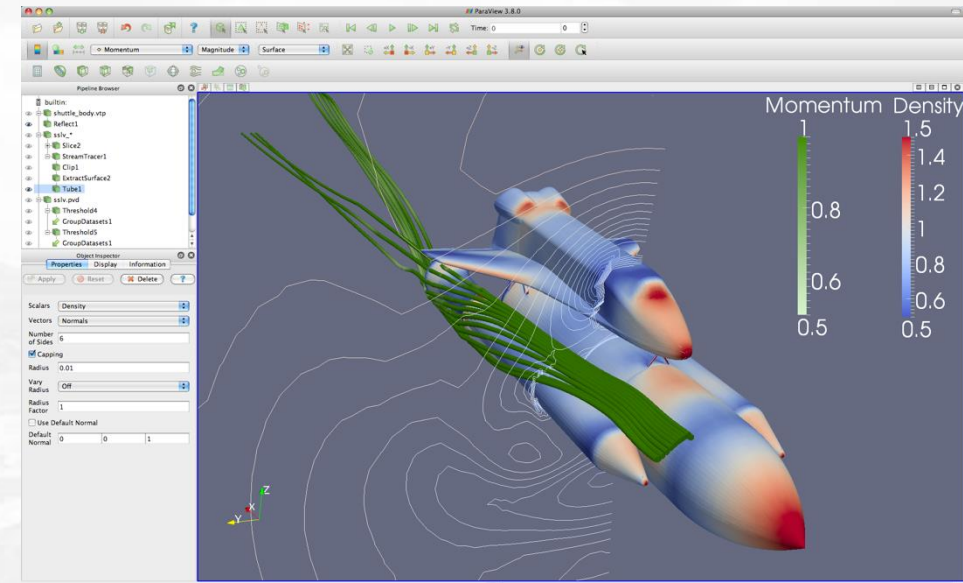 ParaView 3.8.0
Time: 0 0
Momentum Magnitude Surface
Pipeline Browser
builtin:
shuttle_body.vtp
Reflect1
sslv_*
Slice2
StreamTracer1
Clip1
ExtractSurface2
Tube1
sslv.pvd
Threshold4
GroupDatasets1
Threshold5
GroupDatasets1
Object Inspector
Properties Display Information
Apply Reset Delete ?
Scalars Density
Vectors Normals
Number of Sides 6
Capping
Radius 0.01
Vary Radius Off
Radius Factor 1
Use Default Normal
Default Normal 0 0 1
Momentum Density
1 1.5
1.4
0.8 1.2
1
0.6 0.8
0.6
0.5 0.5
Z
X
Y